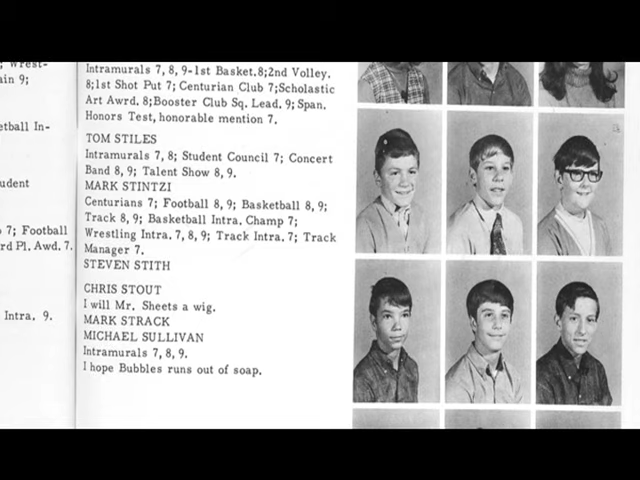 ; Wrest-
ain 9;
etball In-
udent
7; Football
rd Pl. Awd. 7.
Intra. 9.
Intramurals 7, 8, 9-1st Basket.8;2nd Volley.
8;1st Shot Put 7; Centurian Club 7;Scholastic
Art Awrd. 8;Booster Club Sq. Lead. 9; Span.
Honors Test, honorable mention 7.
TOM STILES
Intramurals 7, 8; Student Council 7; Concert
Band 8, 9; Talent Show 8, 9.
MARK STINTZI
Centurians 7; Football 8, 9; Basketball 8, 9;
Track 8, 9; Basketball Intra. Champ 7;
Wrestling Intra. 7, 8, 9; Track Intra. 7; Track
Manager 7.
STEVEN STITH
CHRIS STOUT
I will Mr. Sheets a wig.
MARK STRACK
MICHAEL SULLIVAN
Intramurals 7, 8, 9.
I hope Bubbles runs out of soap.